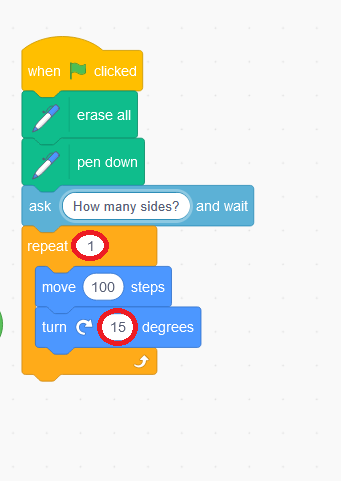 when clicked
erase all
pen down
ask How many sides? and wait
repeat 1
move 100 steps
turn 15 degrees